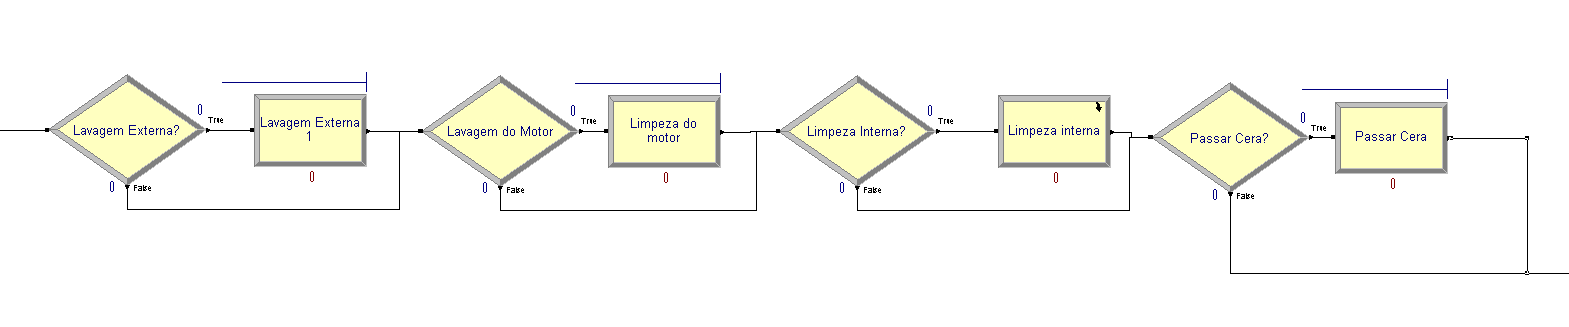 Lavagem Externa?
0
True
0
False
Lavagem Externa
1
0
Lavagem do Motor
0
True
0
False
Limpeza do
motor
0
Limpeza Interna?
0
True
0
False
Limpeza interna
0
Passar Cera?
0
True
0
False
Passar Cera
0